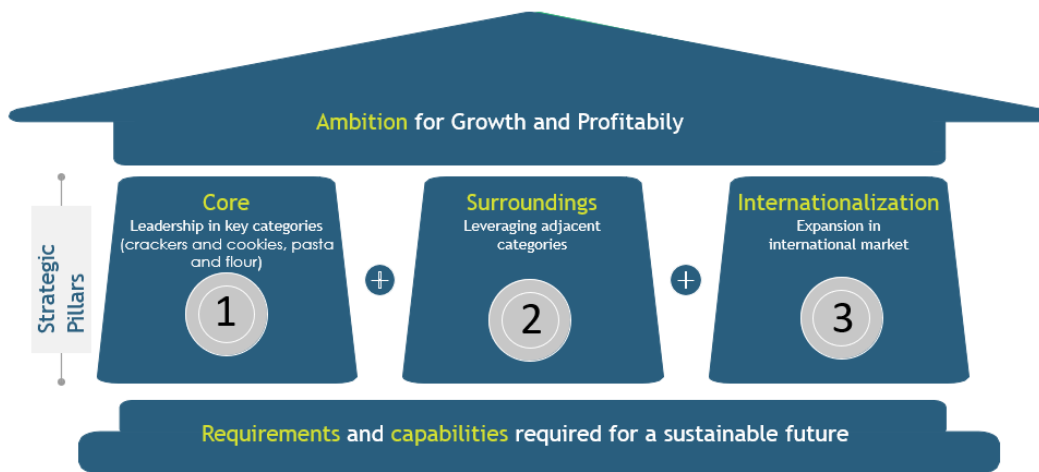 Ambition for Growth and Profitabily
Strategic
Pillars
Core
Leadership in key categories
(crackers and cookies, pasta
and flour)
1
Surroundings
Leveraging adjacent
categories
2
Internationalization
Expansion in
international market
3
Requirements and capabilities required for a sustainable future